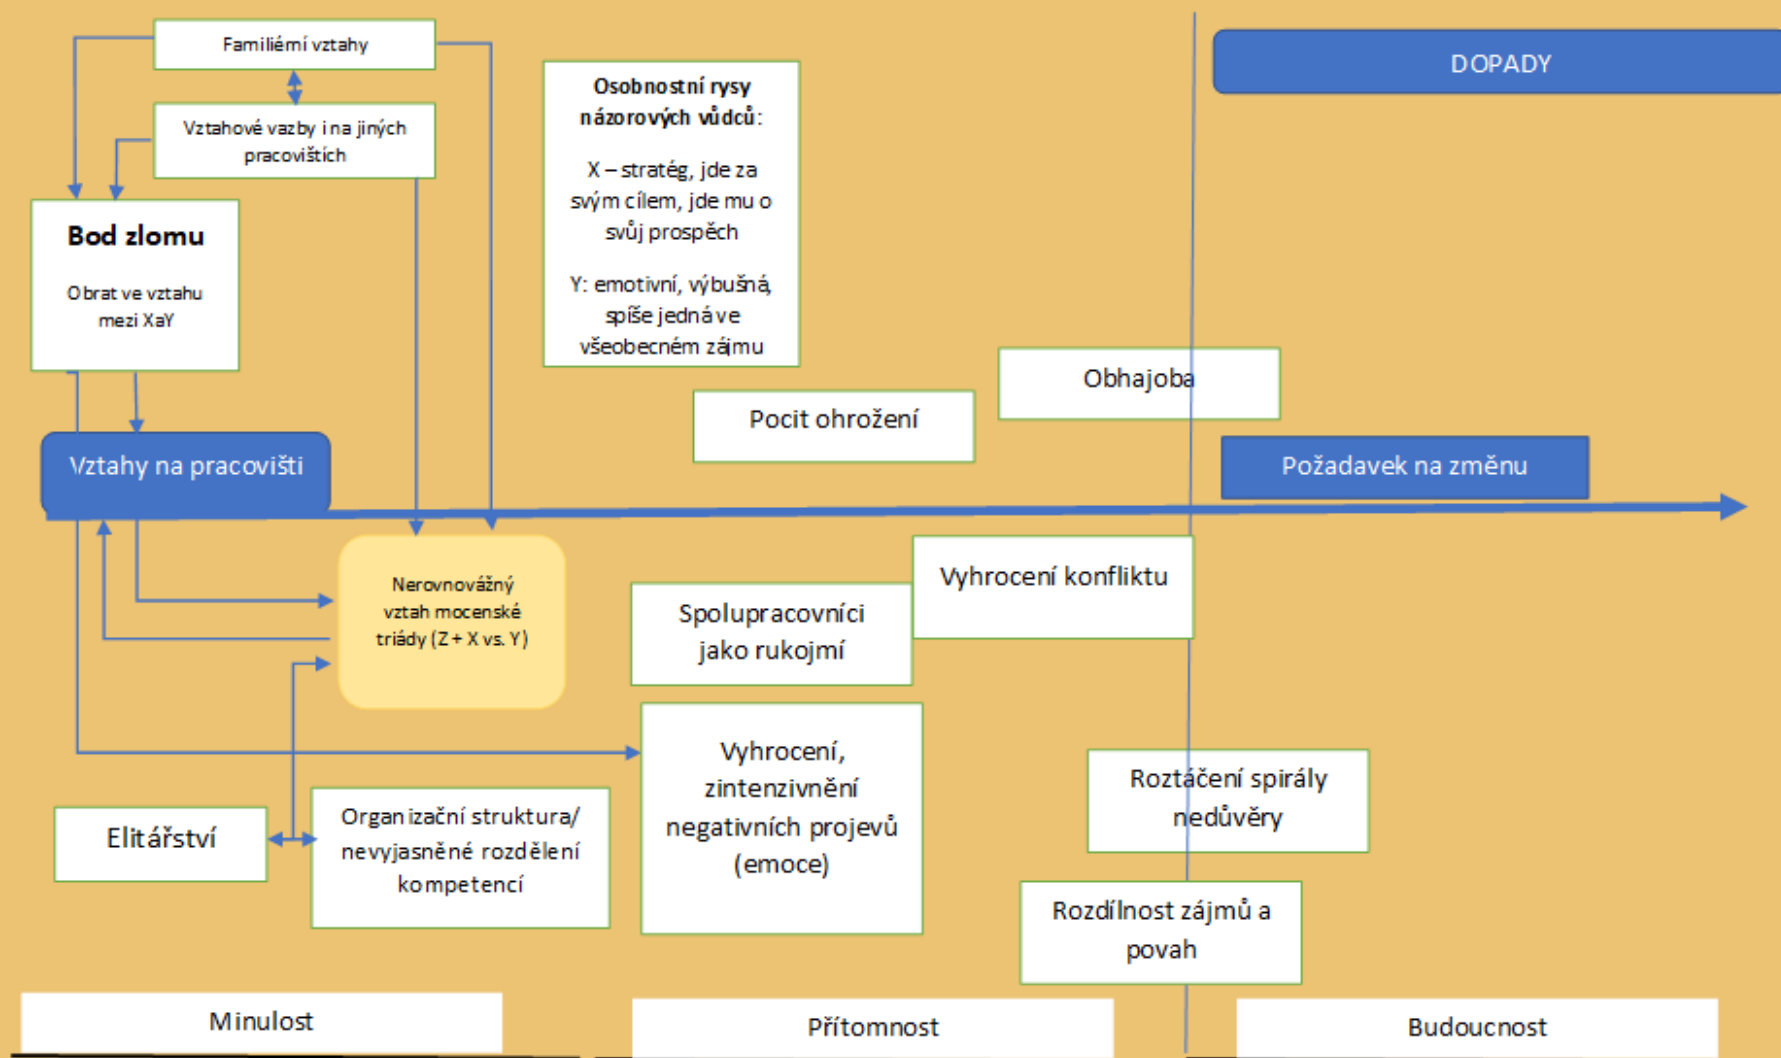 Familiérní vztahy
Vztahové vazby i na jiných
pracovištích
Bod zlomu
Obrat ve vztahu
mezi XaY
Osobnostní rysy
názorových vůdců:
X – stratég, jde za
svým cílem, jde mu o
svůj prospěch
Y: emotivní, výbušná,
spíše jedná ve
všeobecném zájmu
DOPADY
Obhajoba
Pocit ohrožení
Vztahy na pracovišti
Požadavek na změnu
Nerovnovážný
vztah mocenské
triády (Z + X vs. Y)
Spolupracovníci
jako rukojmí
Vyhrocení konfliktu
Vyhrocení,
zintenzivnění
negativních projevů
(emoce)
Roztáčení spirály
nedůvěry
Elitářství
Organizační struktura/
nevyjasněné rozdělení
kompetencí
Rozdílnost zájmů a
povah
Minulost
Přítomnost
Budoucnost